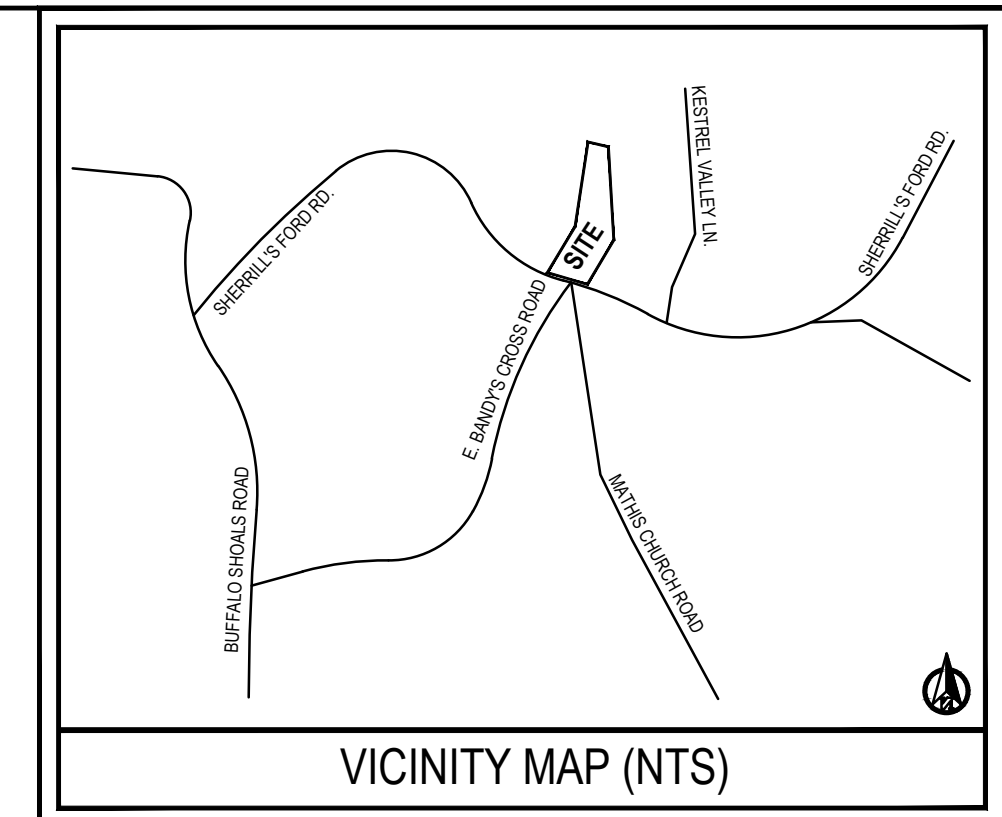 KESTREL VALLEY LN.
SHERRILL'S FORD RD.
SHERRILL'S FORD RD.
SITE
E. BANDY'S CROSS ROAD
BUFFALO SHOALS ROAD
MATHIS CHURCH ROAD
VICINITY MAP (NTS)